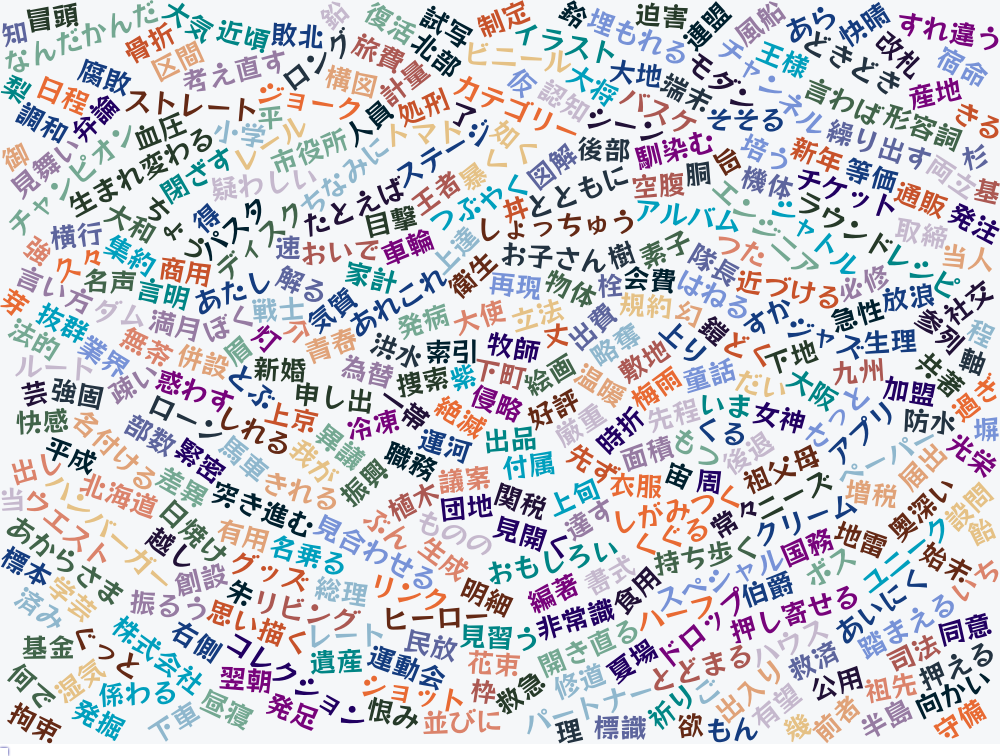 知
冒頭
なんだかんだ
大気
近頃
敗北
鉛
復活
試写
制定
鈴
埋もれる
迫害
連盟
風船
あら
快晴
すれ違う
骨折
区間
考え直す
ロング
旅費
北部
ビニール
イラスト
チャンネル
王様
どきどき
改札
宿命
梨
日程
腐敗
弁論
ストレート
ジョーク
構図
計量
カテゴリー
仮
認知
大将
大地
端末
モダン
言わば
産地
調和
血圧
小学
平
レール
市役所
人員
処刑
了
トマト
シーン
バスケ
そそる
繰り出す
形容詞
きる
杉
御
見舞い
チャンピオン
生まれ変わる
閉ざす
疑わしい
ちなみに
ステージ
如く
図解
後部
馴染む
培う
新年
等価
両立
基
大和
得
パスタ
ディスク
たとえば
目撃
王者
暴く
つぶやく
丼
ともに
空腹
胴
機体
チケット
通販
発注
強
横行
集約
商用
速
おいで
車輪
上達
しょっちゅう
アルバム
エンジニア
シャトル
ラウンド
取締
当人
久々
名声
言明
あたし
解る
家計
あれこれ
衛生
お子さん
樹
素子
隊長
つた
近づける
必修
レシピ
言い方
ダム
満月
ぼく
戦士
気質
再現
物体
栓
会費
はねる
急性
放浪
社交
芽
抜群
無茶
併設
眉
灯
青春
発病
大使
立法
丈
出費
規約
幻
上り
鐘
どく
すか
参列
程
法的
業界
ルート
疎い
惑わす
とぶ
新婚
為替
洪水
索引
牧師
略奪
敷地
下地
生理
軸
芸
強固
ローン
しれる
上京
申し出
捜索
紫
下町
絵画
温暖
梅雨
童話
だい
大阪
九州
共著
過ぎ
快感
名付ける
部数
緊密
馬車
我が
異議
冷凍
一帯
絶滅
侵略
好評
厳重
時折
先程
いま
女神
さっと
加盟
防水
堀
平成
差異
突き進む
きれる
振興
職務
運河
出品
付属
先ず
面積
もつ
くる
後退
祖父母
アプリ
ペーパー
光栄
出し
北海道
日焼け
有用
植木
議案
団地
関税
上旬
衣服
宙
周
ニーズ
増税
届出
当
ウエスト
ハンバーガー
越し
名乗る
見合わせる
ぶん
ものの
見開く
達す
しがみつく
くぐる
常々
クリーム
地雷
奥深い
設問
飴
あからさま
標本
学芸
創設
グッズ
総理
リンク
生成
明細
おもしろい
持ち歩く
スペシャル
国務
ボス
ユニーク
始末
いち
済み
振るう
朱
思い描く
リビング
ヒーロー
編著
書式
食用
非常識
ハーフ
ドロップ
伯爵
押し寄せる
あいにく
踏まえる
基金
ぐっと
株式会社
右側
コレクション
レート
民放
見習う
開き直る
夏場
とどまる
ハウス
救済
司法
同意
何で
湿気
係わる
翌朝
遺産
運動会
花束
枠
救急
修道
パートナー
祈り
出入り
有望
公用
祖先
押える
拘束
発掘
下車
昼寝
発足
ショット
恨み
並びに
理
標識
欲
もん
幾
前者
半島
向かい
守備